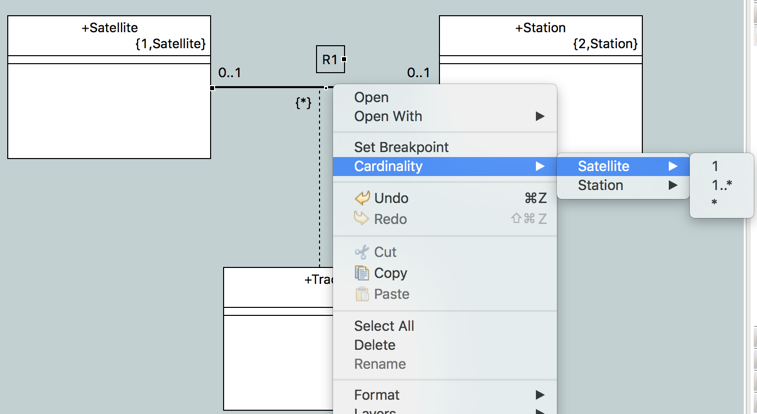 +Satellite
{1,Satellite}
+Station
{2,Station}
R1
0..1
0..1
{*}
Open
Open With
Set Breakpoint
Cardinality
Satellite
1
Station
1..*
*
Undo ⌘Z
Redo ⇧⌘Z
Cut
Copy
Paste
+Trac
Select All
Delete
Rename
Format
Layers